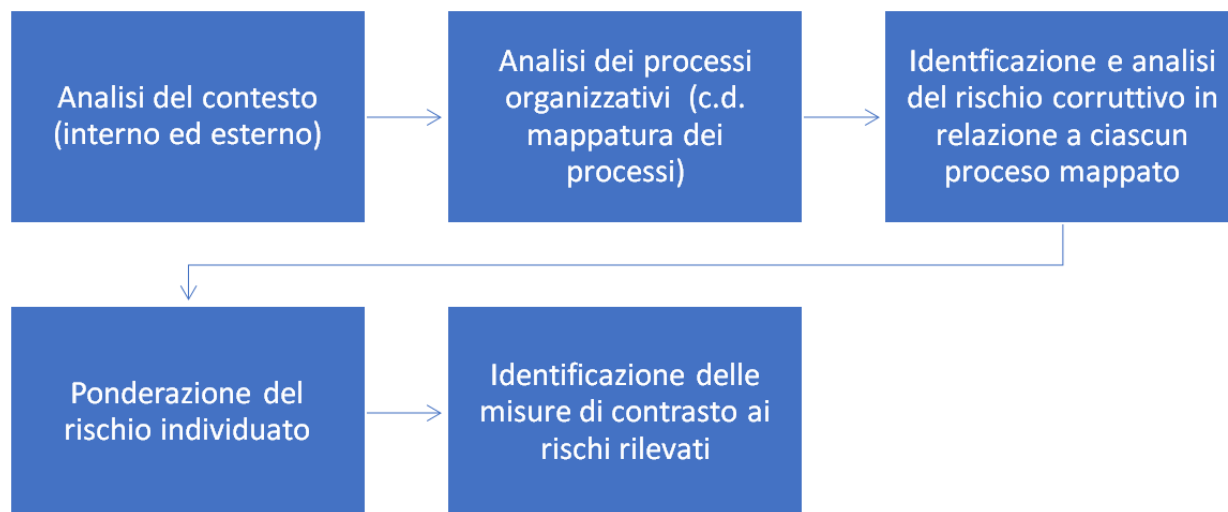 Analisi del contesto
(interno ed esterno)
Analisi dei processi
organizzativi (c.d.
mappatura dei
processi)
Identficazione e analisi
del rischio corruttivo in
relazione a ciascun
proceso mappato
Ponderazione del
rischio individuato
Identificazione delle
misure di contrasto ai
rischi rilevati